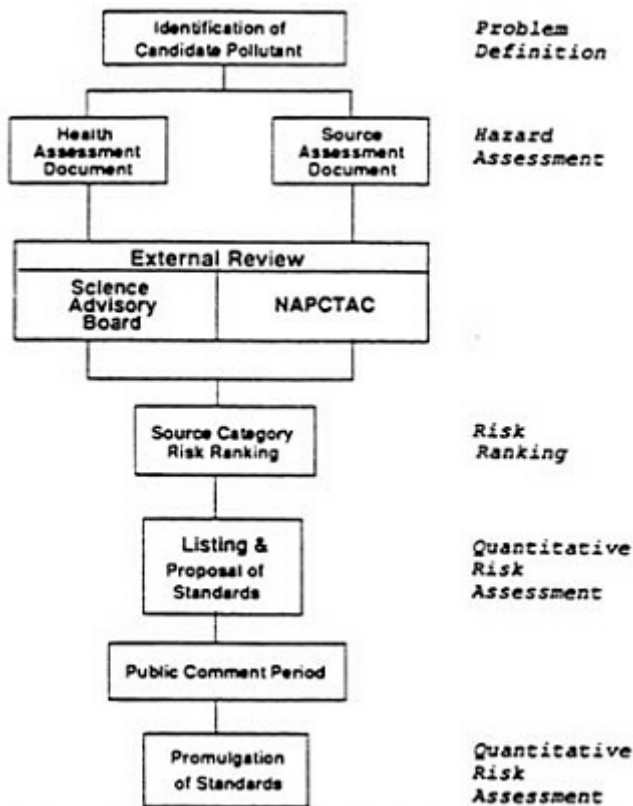 Identification of
Candidate Pollutant
Problem
Definition
Health
Assessment
Document
Source
Assessment
Document
Hazard
Assessment
External Review
Science
Advisory
Board
NAPCTAC
Source Category
Risk Ranking
Risk
Ranking
Listing &
Proposal of
Standards
Quantitative
Risk
Assessment
Public Comment Period
Promulgation
of Standards
Quantitative
Risk
Assessment